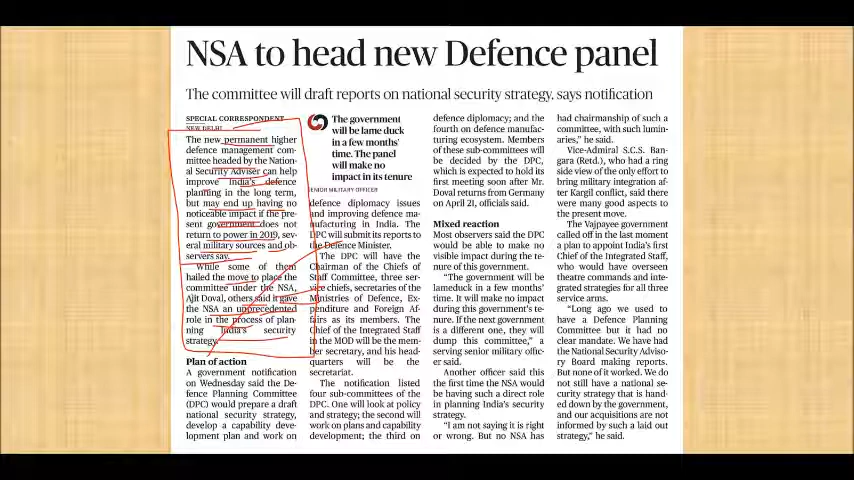 NSA to head new Defence panel
The committee will draft reports on national security strategy, says notification
SPECIAL CORRESPONDENT
NEW DELHI
The new permanent higher
defence management com-
mittee headed by the Nation-
al Security Adviser can help
improve India's defence
planning in the long term,
but may end up having no
noticeable impact if the pre-
sent government does not
return to power in 2019, sev-
eral military sources and ob-
servers say.
While some of them
hailed the move to place the
committee under the NSA,
Ajit Doval, others said it gave
the NSA an unprecedented
role in the process of plan-
ning India's security
strategy.
Plan of action
A government notification
on Wednesday said the De-
fence Planning Committee
(DPC) would prepare a draft
national security strategy,
develop a capability deve-
lopment plan and work on
The government
will be lame duck
in a few months'
time. The panel
will make no
impact in its tenure
SENIOR MILITARY OFFICER
defence diplomacy issues
and improving defence ma-
nufacturing in India. The
DPC will submit its reports to
the Defence Minister.
The DPC will have the
Chairman of the Chiefs of
Staff Committee, three ser-
vice chiefs, secretaries of the
Ministries of Defence, Ex-
penditure and Foreign Af-
fairs as its members. The
Chief of the Integrated Staff
in the MOD will be the mem-
ber secretary, and his head-
quarters will be the
secretariat.
The notification listed
four sub-committees of the
DPC. One will look at policy
and strategy; the second will
work on plans and capability
development; the third on
defence diplomacy; and the
fourth on defence manufac-
turing ecosystem. Members
of these sub-committees will
be decided by the DPC,
which is expected to hold its
first meeting soon after Mr.
Doval returns from Germany
on April 21, officials said.
Mixed reaction
Most observers said the DPC
would be able to make no
visible impact during the te-
nure of this government.
"The government will be
lameduck in a few months'
time. It will make no impact
during this government's te-
nure. If the next government
is a different one, they will
dump this committee," a
serving senior military offic-
er said.
Another officer said this
the first time the NSA would
be having such a direct role
in planning India's security
strategy.
"I am not saying it is right
or wrong. But no NSA has
had chairmanship of such a
committee, with such lumin-
aries," he said.
Vice-Admiral S.C.S. Ban-
gara (Retd.), who had a ring
side view of the only effort to
bring military integration af-
ter Kargil conflict, said there
were many good aspects to
the present move.
The Vajpayee government
called off in the last moment
a plan to appoint India's first
Chief of the Integrated Staff,
who would have overseen
theatre commands and inte-
grated strategies for all three
service arms.
"Long ago we used to
have a Defence Planning
Committee but it had no
clear mandate. We have had
the National Security Adviso-
ry Board making reports.
But none of it worked. We do
not still have a national se-
curity strategy that is hand-
ed down by the government,
and our acquisitions are not
informed by such a laid out
strategy," he said.